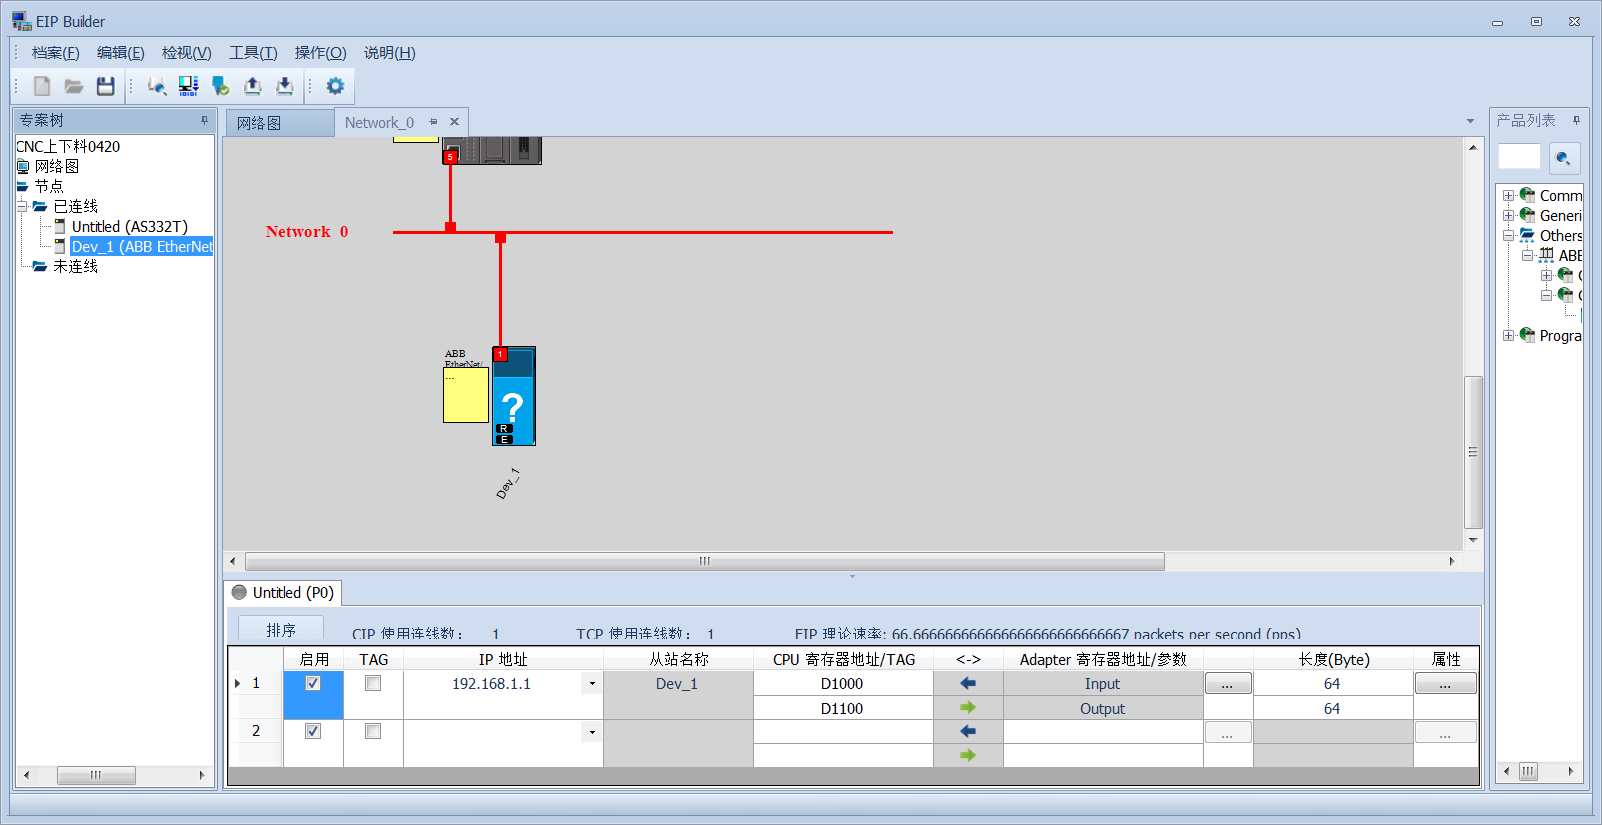 EIP Builder
档案(F) 编辑(E) 检视(V) 工具(T) 操作(O) 说明(H)
专案树
CNC上下料0420
网络图
节点
已连线
Untitled (AS332T)
Dev_1 (ABB EtherNet
未连线
网络图 Network_0
5
Network_0
ABB
EtherNet/
...
1
?
R
E
Dev_1
Untitled (P0)
排序 CIP 使用连线数： 1 TCP 使用连线数： 1 EIP 理论速率: 66.666666666666666666666666667 packets per second (pps)
启用 TAG IP 地址 从站名称 CPU 寄存器地址/TAG <-> Adapter 寄存器地址/参数 长度(Byte) 属性
1 192.168.1.1 Dev_1 D1000 Input ... 64 ...
D1100 Output 64
2 ... ...
产品列表
Comm
Generi
Others
ABB
Progra